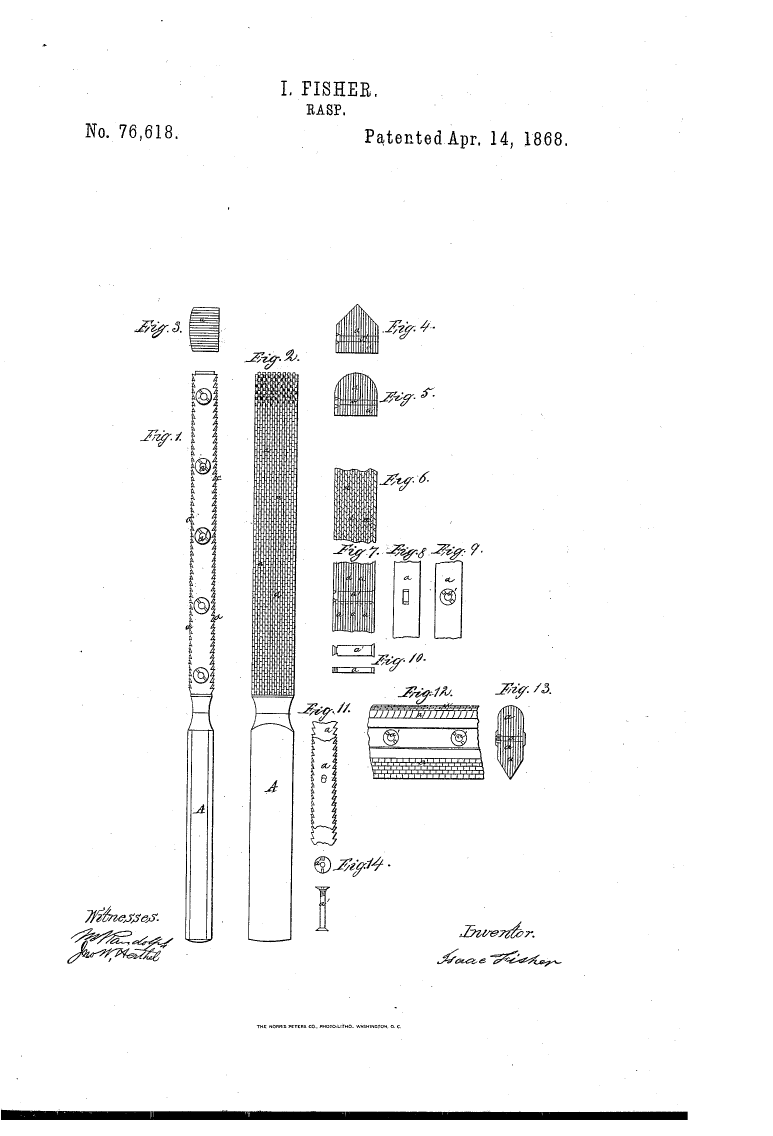 I. FISHER.
RASP.
No. 76,618.
Patented Apr. 14, 1868.
Fig. 3.
Fig. 4.
Fig. 2.
Fig. 5.
Fig. 1.
Fig. 6.
Fig. 7. Fig. 8 Fig. 9.
Fig. 10.
Fig. 11. Fig. 12. Fig. 13.
A
A
Fig. 14.
Witnesses.
Inventor.
Isaac Fisher
THE NORRIS PETERS CO., PHOTO-LITHO., WASHINGTON, D. C.